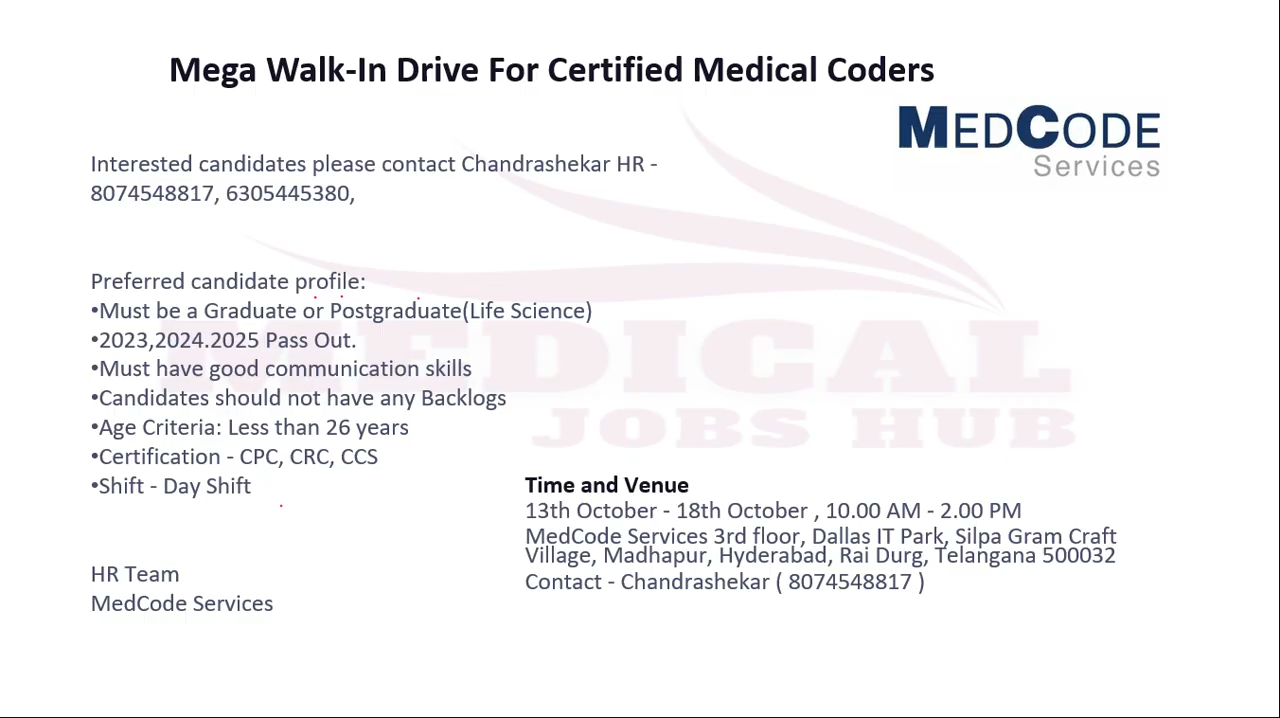 Mega Walk-In Drive For Certified Medical Coders
MEDCODE
Services
Interested candidates please contact Chandrashekar HR -
8074548817, 6305445380,
Preferred candidate profile:
•Must be a Graduate or Postgraduate(Life Science)
•2023,2024.2025 Pass Out.
•Must have good communication skills
•Candidates should not have any Backlogs
•Age Criteria: Less than 26 years
•Certification - CPC, CRC, CCS
•Shift - Day Shift
HR Team
MedCode Services
Time and Venue
13th October - 18th October , 10.00 AM - 2.00 PM
MedCode Services 3rd floor, Dallas IT Park, Silpa Gram Craft
Village, Madhapur, Hyderabad, Rai Durg, Telangana 500032
Contact - Chandrashekar ( 8074548817 )
MEDICAL
JOBS HUB